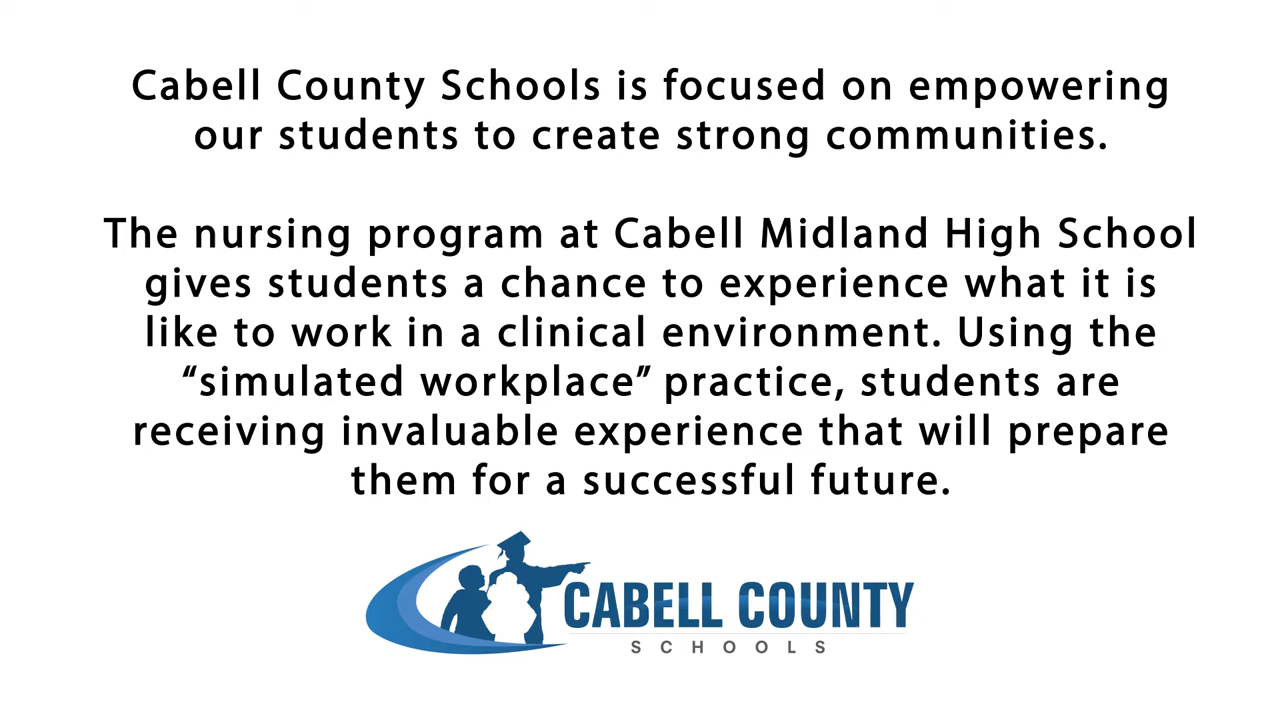 Cabell County Schools is focused on empowering
our students to create strong communities.
The nursing program at Cabell Midland High School
gives students a chance to experience what it is
like to work in a clinical environment. Using the
“simulated workplace” practice, students are
receiving invaluable experience that will prepare
them for a successful future.
CABELL COUNTY
SCHOOLS